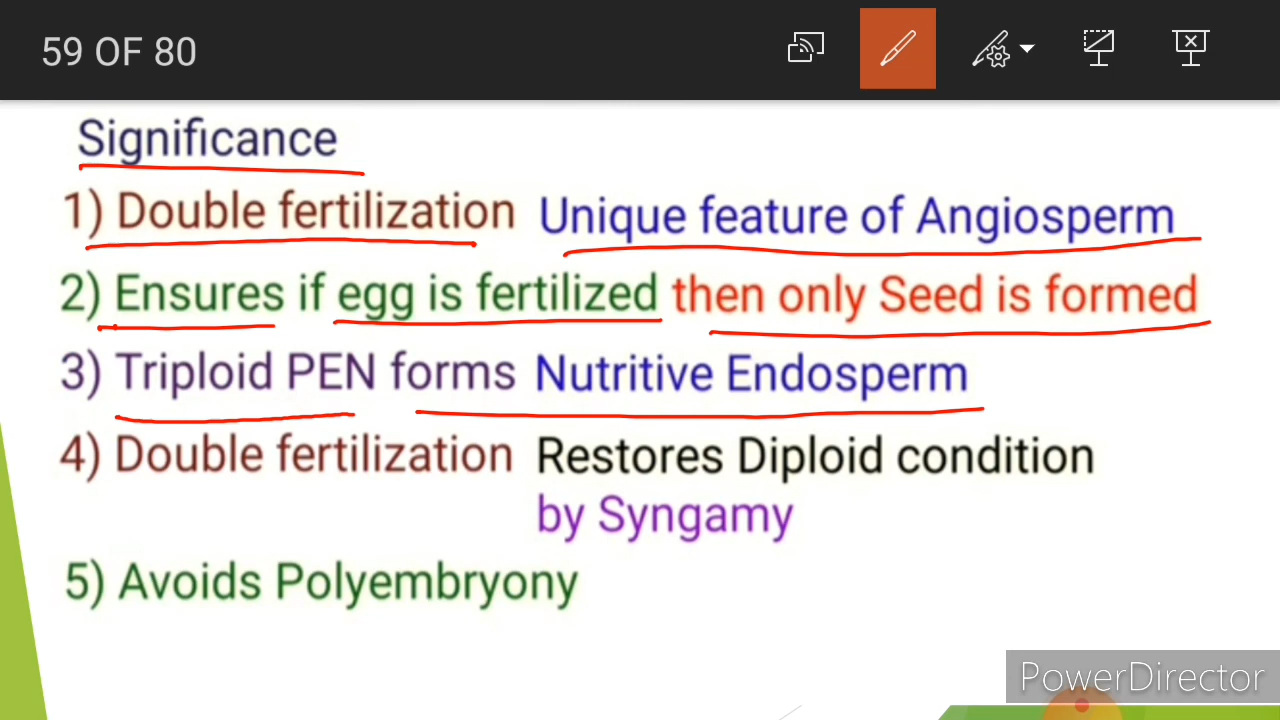 59 OF 80
Significance
1) Double fertilization Unique feature of Angiosperm
2) Ensures if egg is fertilized then only Seed is formed
3) Triploid PEN forms Nutritive Endosperm
4) Double fertilization Restores Diploid condition
by Syngamy
5) Avoids Polyembryony
PowerDirector